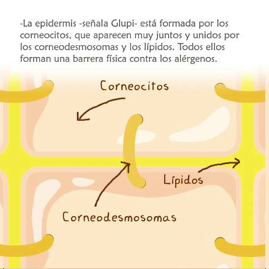 -La epidermis -señala Glupi- está formada por los
corneocitos, que aparecen muy juntos y unidos por
los corneodesmosomas y los lípidos. Todos ellos
forman una barrera física contra los alérgenos.
Corneocitos
Lípidos
Corneodesmosomas